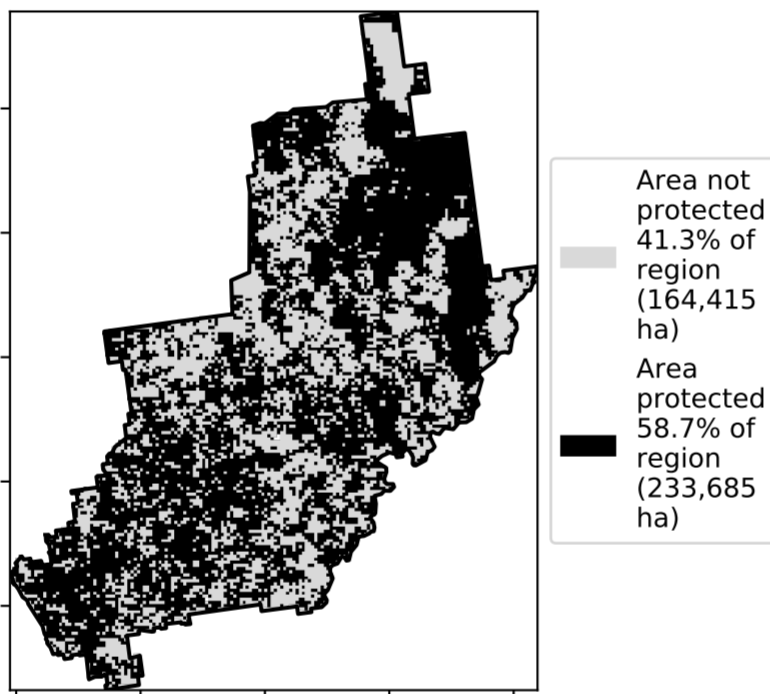 Area not
protected
41.3% of
region
(164,415
ha)
Area
protected
58.7% of
region
(233,685
ha)